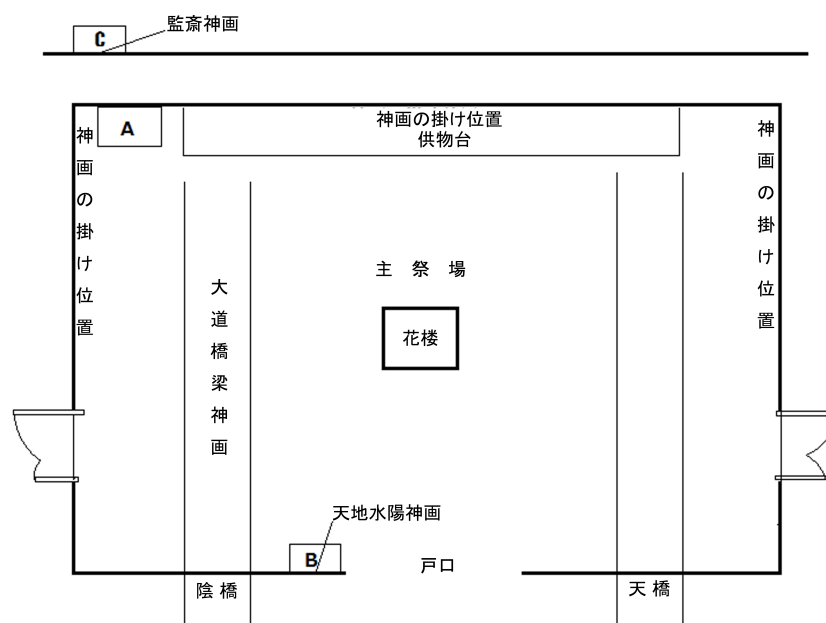 C
監斎神画
A
神画の掛け位置
供物台
神画の掛け位置
神画の掛け位置
主祭場
大道橋梁神画
花楼
天地水陽神画
B
戸口
陰橋
天橋